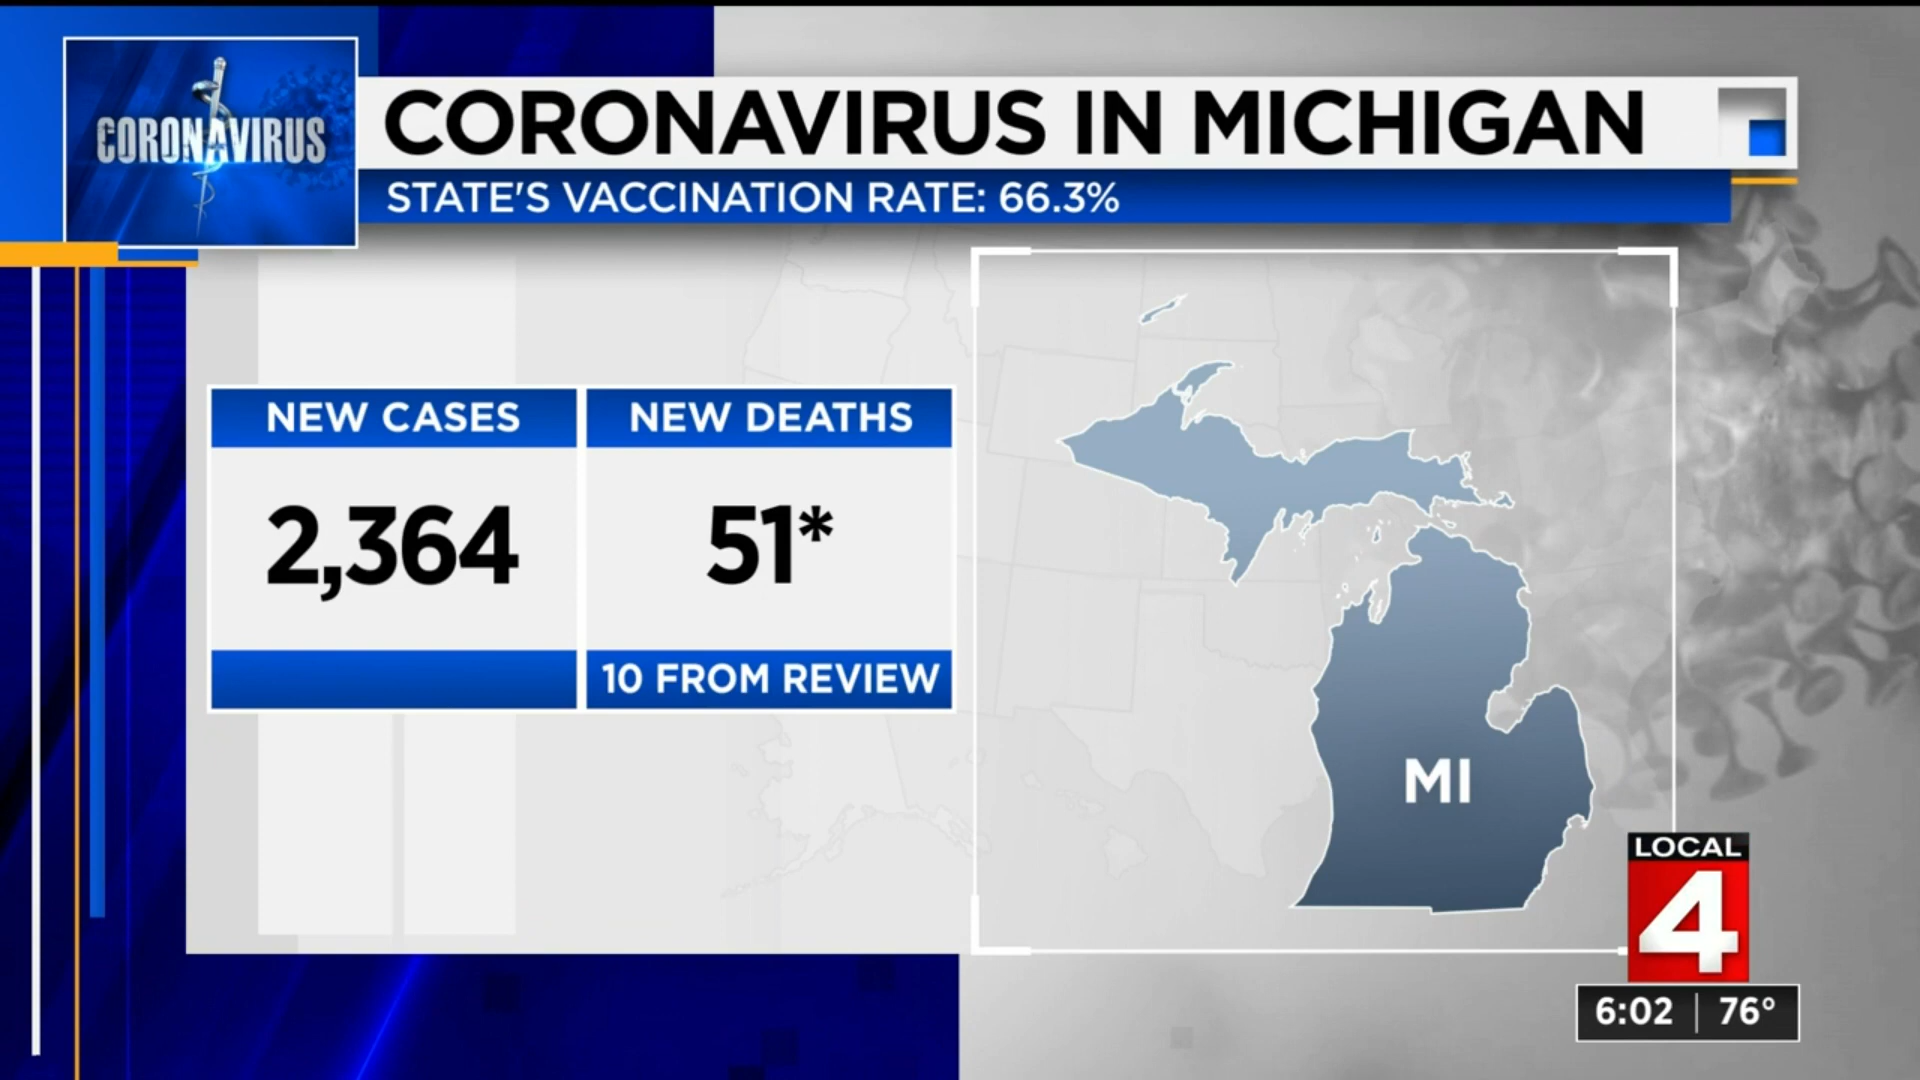 CORONAVIRUS
CORONAVIRUS IN MICHIGAN
STATE'S VACCINATION RATE: 66.3%
NEW CASES
NEW DEATHS
2,364
51*
10 FROM REVIEW
MI
LOCAL
4
6:02 | 76°